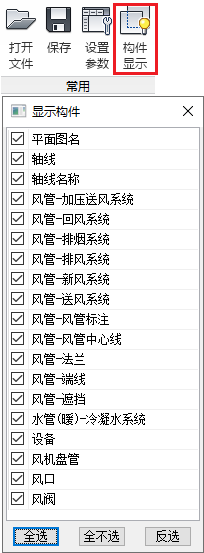 打开 保存 设置 构件
文件 参数 显示
常用
显示构件
平面图名
轴线
轴线名称
风管-加压送风系统
风管-回风系统
风管-排烟系统
风管-排风系统
风管-新风系统
风管-送风系统
风管-风管标注
风管-风管中心线
风管-法兰
风管-端线
风管-遮挡
水管(暖)-冷凝水系统
设备
风机盘管
风口
风阀
全选 全不选 反选